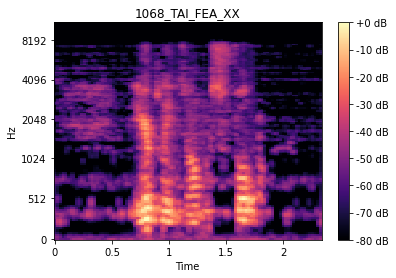 1068_TAI_FEA_XX
8192
4096
2048
1024
512
0
Hz
0
0.5
1
1.5
2
Time
+0 dB
-10 dB
-20 dB
-30 dB
-40 dB
-50 dB
-60 dB
-70 dB
-80 dB